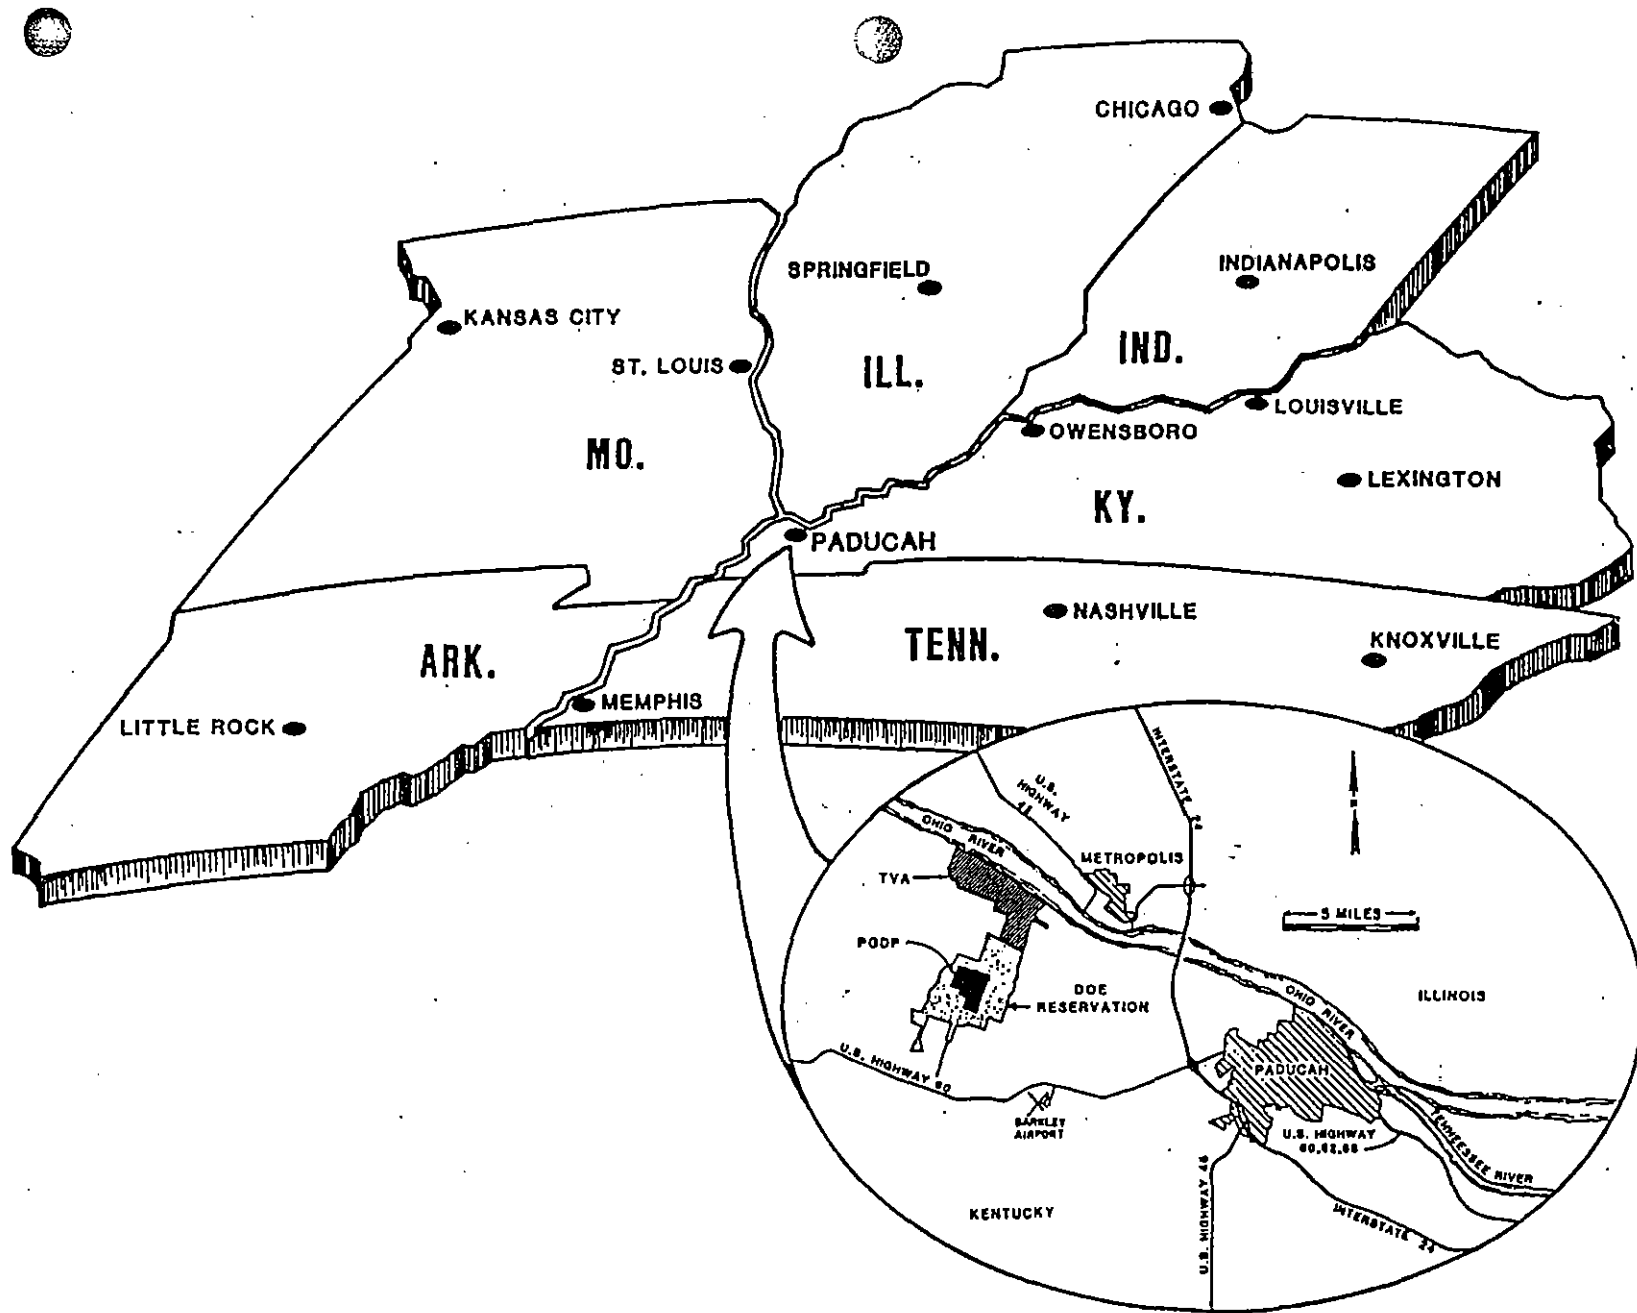 CHICAGO
SPRINGFIELD
INDIANAPOLIS
KANSAS CITY
ST. LOUIS
IND.
ILL.
LOUISVILLE
OWENSBORO
MO.
LEXINGTON
KY.
PADUCAH
NASHVILLE
TENN.
KNOXVILLE
ARK.
MEMPHIS
LITTLE ROCK
INTERSTATE 24
U.S.
HIGHWAY
45
OHIO RIVER
METROPOLIS
TVA
5 MILES
PGDP
DOE
RESERVATION
ILLINOIS
OHIO RIVER
U.S. HIGHWAY 60
PADUCAH
BARKLEY
AIRPORT
U.S. HIGHWAY
60,62,68
TENNESSEE RIVER
U.S. HIGHWAY 45
KENTUCKY
INTERSTATE 24